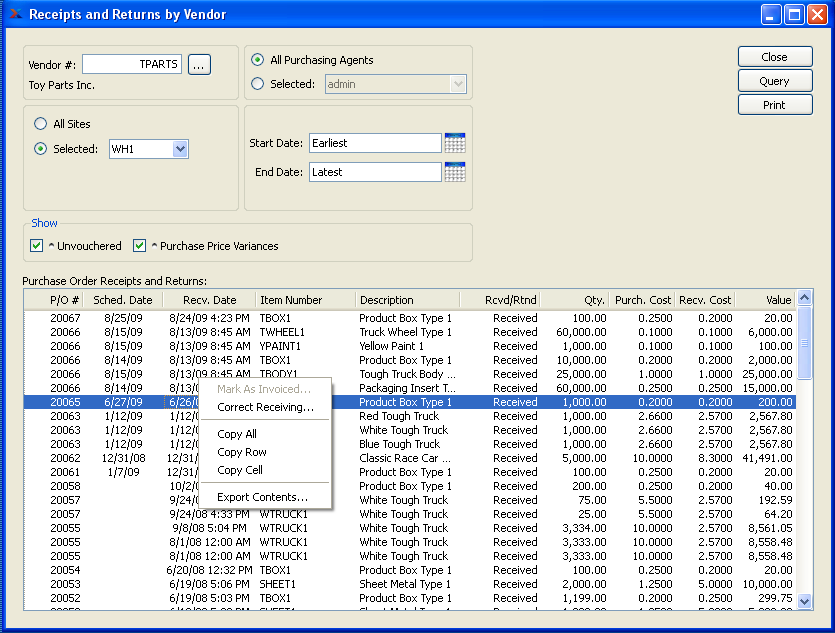 Receipts and Returns by Vendor
Vendor #: TPARTS ...
Toy Parts Inc.
All Purchasing Agents
Selected: admin
Close
Query
Print
All Sites
Selected: WH1
Start Date: Earliest
End Date: Latest
Show
^ Unvouchered ^ Purchase Price Variances
Purchase Order Receipts and Returns:
P/O # Sched. Date Recv. Date Item Number Description Rcvd/Rtnd Qty. Purch. Cost Recv. Cost Value
20067 8/25/09 8/24/09 4:23 PM TBOX1 Product Box Type 1 Received 100.00 0.2500 0.2000 20.00
20066 8/15/09 8/13/09 8:45 AM TWHEEL1 Truck Wheel Type 1 Received 60,000.00 0.1000 0.1000 6,000.00
20066 8/15/09 8/13/09 8:45 AM YPAINT1 Yellow Paint 1 Received 1,000.00 0.1000 0.1000 100.00
20066 8/14/09 8/13/09 8:45 AM TBOX1 Product Box Type 1 Received 10,000.00 0.2500 0.2000 2,000.00
20066 8/15/09 8/13/09 8:45 AM TBODY1 Tough Truck Body ... Received 25,000.00 1.0000 1.0000 25,000.00
20066 8/14/09 8/13/0 Packaging Insert T... Received 60,000.00 0.2500 0.2500 15,000.00
20065 6/27/09 6/26/0 Product Box Type 1 Received 1,000.00 0.2000 0.2000 200.00
20063 1/12/09 1/12/0 Red Tough Truck Received 1,000.00 2.6600 2.5700 2,567.80
20063 1/12/09 1/12/0 White Tough Truck Received 1,000.00 2.6600 2.5700 2,567.80
20063 1/12/09 1/12/0 Blue Tough Truck Received 1,000.00 2.6600 2.5700 2,567.80
20062 12/31/08 12/31/ Classic Race Car ... Received 5,000.00 10.0000 8.3000 41,491.00
20061 1/7/09 12/31/ Product Box Type 1 Received 100.00 0.2500 0.2000 20.00
20058 10/2/0 Product Box Type 1 Received 200.00 0.2500 0.2000 40.00
20057 9/24/0 White Tough Truck Received 75.00 5.5000 2.5700 192.59
20057 9/24/08 4:33 PM WTRUCK1 White Tough Truck Received 25.00 5.5000 2.5700 64.20
20055 9/8/08 5:04 PM WTRUCK1 White Tough Truck Received 3,334.00 10.0000 2.5700 8,561.05
20055 8/1/08 12:00 AM WTRUCK1 White Tough Truck Received 3,333.00 10.0000 2.5700 8,558.48
20055 8/1/08 12:00 AM WTRUCK1 White Tough Truck Received 3,333.00 10.0000 2.5700 8,558.48
20054 6/20/08 12:32 PM TBOX1 Product Box Type 1 Received 100.00 0.2500 0.2000 20.00
20053 6/19/08 5:06 PM SHEET1 Sheet Metal Type 1 Received 2,000.00 1.2500 5.0000 10,000.00
20052 6/19/08 5:03 PM TBOX1 Product Box Type 1 Received 1,199.00 0.2000 0.2500 299.75
Mark As Invoiced...
Correct Receiving...
Copy All
Copy Row
Copy Cell
Export Contents...